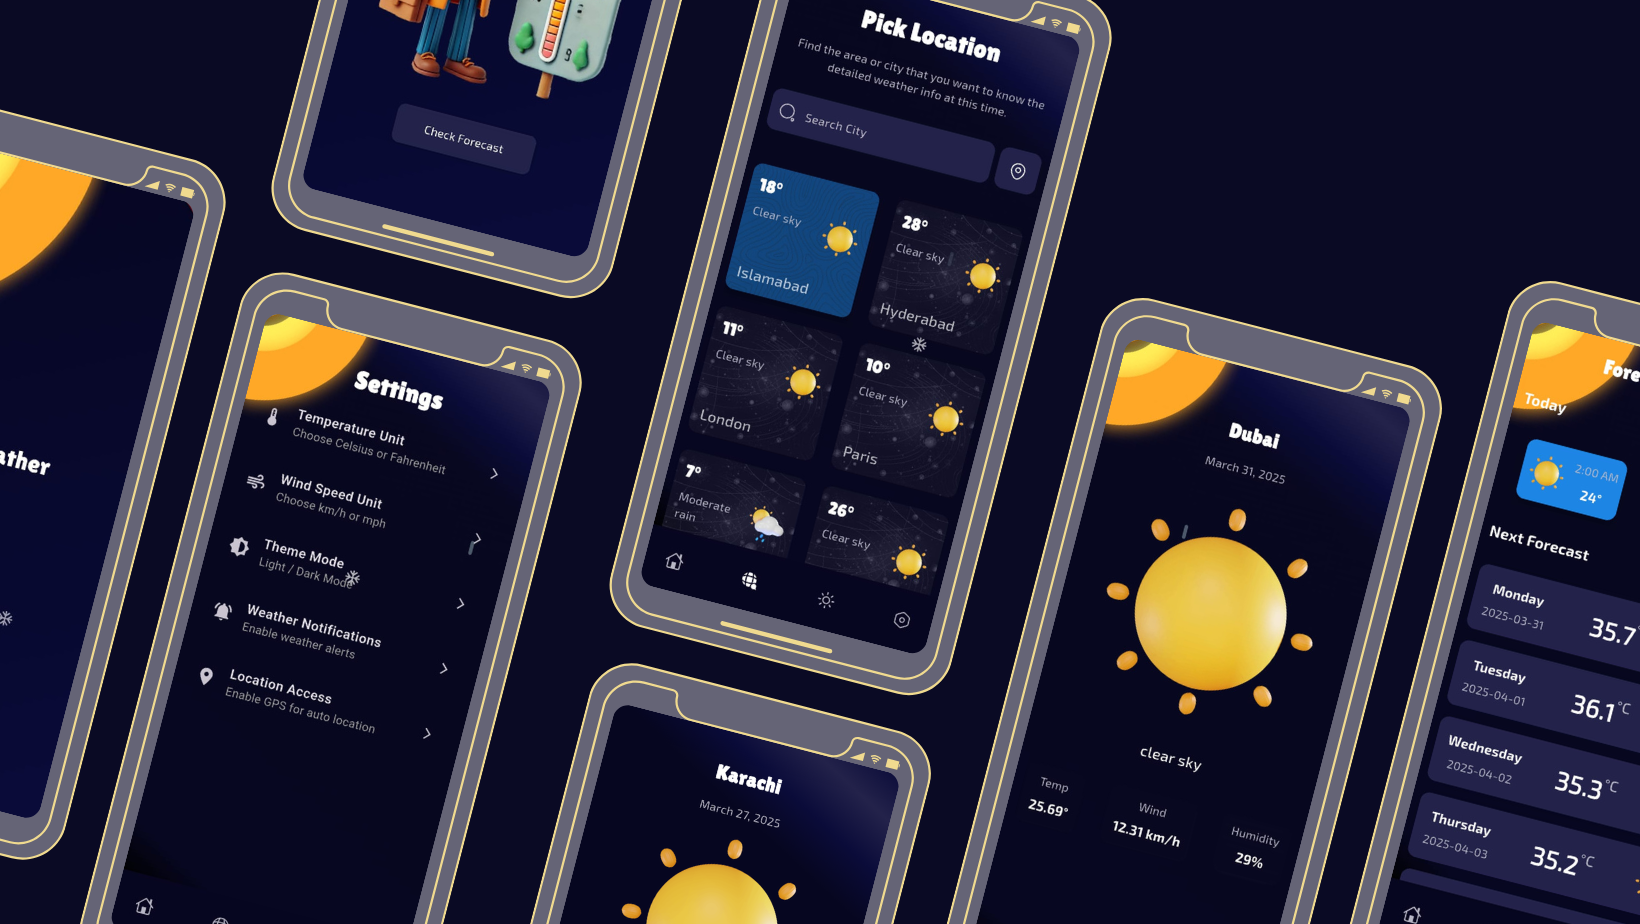 ather
Check Forecast
Settings
Temperature Unit
Choose Celsius or Fahrenheit
Wind Speed Unit
Choose km/h or mph
Theme Mode
Light / Dark Mode
Weather Notifications
Enable weather alerts
Location Access
Enable GPS for auto location
Pick Location
Find the area or city that you want to know the
detailed weather info at this time.
Search City
18°
Clear sky
Islamabad
28°
Clear sky
Hyderabad
11°
Clear sky
London
10°
Clear sky
Paris
7°
Moderate
rain
26°
Clear sky
Karachi
March 27, 2025
Dubai
March 31, 2025
clear sky
Temp
25.69°
Wind
12.31 km/h
Humidity
29%
Fore
Today
2:00 AM
24°
Next Forecast
Monday
2025-03-31
35.7°
Tuesday
2025-04-01
36.1°C
Wednesday
2025-04-02
35.3°C
Thursday
2025-04-03
35.2°C